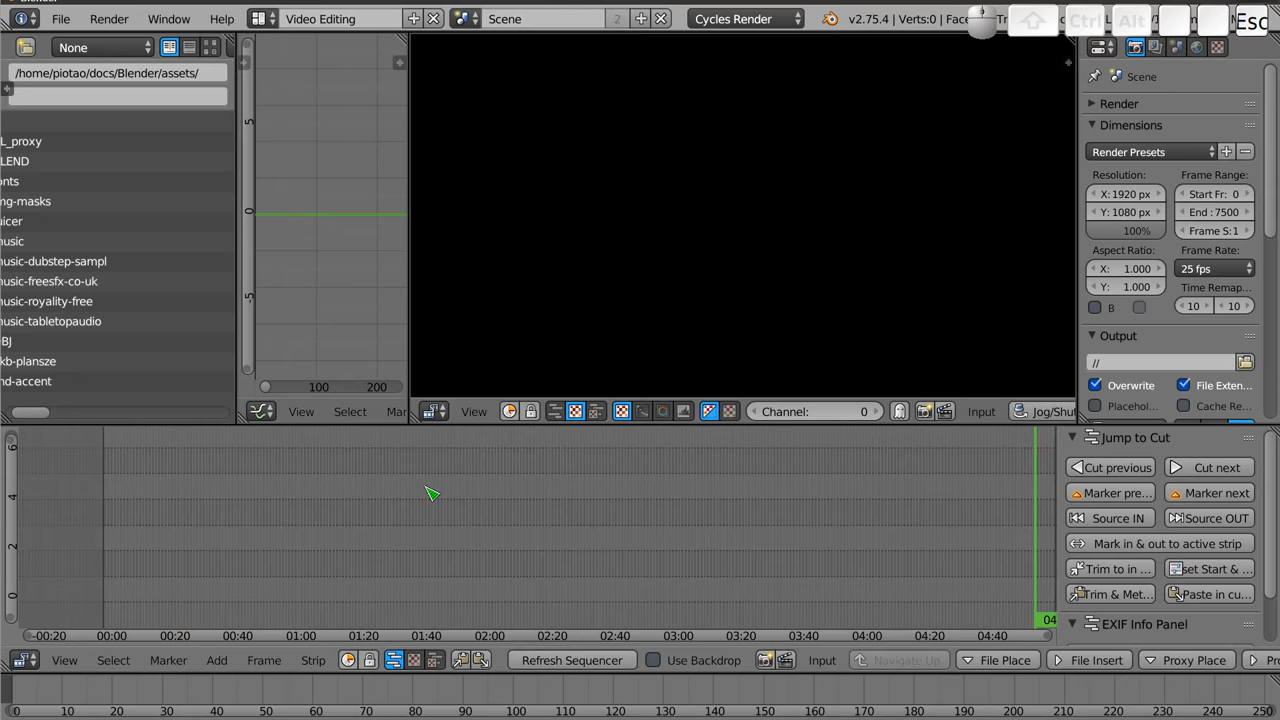 File Render Window Help Video Editing Scene 2 Cycles Render v2.75.4 | Verts:0 | Ctrl Alt Esc
None
/home/piotao/docs/Blender/assets/
L_proxy
LEND
onts
ng-masks
uicer
nusic
nusic-dubstep-sampl
nusic-freesfx-co-uk
nusic-royality-free
nusic-tabletopaudio
BJ
kb-plansze
nd-accent
5
0
-5
100 200
View Select Mar
View Channel: 0 Input Jog/Shut
Scene
Render
Dimensions
Render Presets
Resolution: Frame Range:
X: 1920 px Start Fr: 0
Y: 1080 px End : 7500
100% Frame S: 1
Aspect Ratio: Frame Rate:
X: 1.000 25 fps
Y: 1.000 Time Remap...
B 10 10
Output
//
Overwrite File Exten...
Placehol... Cache Re...
6
4
2
0
04
-00:20 00:00 00:20 00:40 01:00 01:20 01:40 02:00 02:20 02:40 03:00 03:20 03:40 04:00 04:20 04:40
Jump to Cut
Cut previous Cut next
Marker pre... Marker next
Source IN Source OUT
Mark in & out to active strip
Trim to in ... set Start & ...
Trim & Met... Paste in cu...
EXIF Info Panel
View Select Marker Add Frame Strip Refresh Sequencer Use Backdrop Input Navigate Up File Place File Insert Proxy Place Pr
0 10 20 30 40 50 60 70 80 90 100 110 120 130 140 150 160 170 180 190 200 210 220 230 240 250